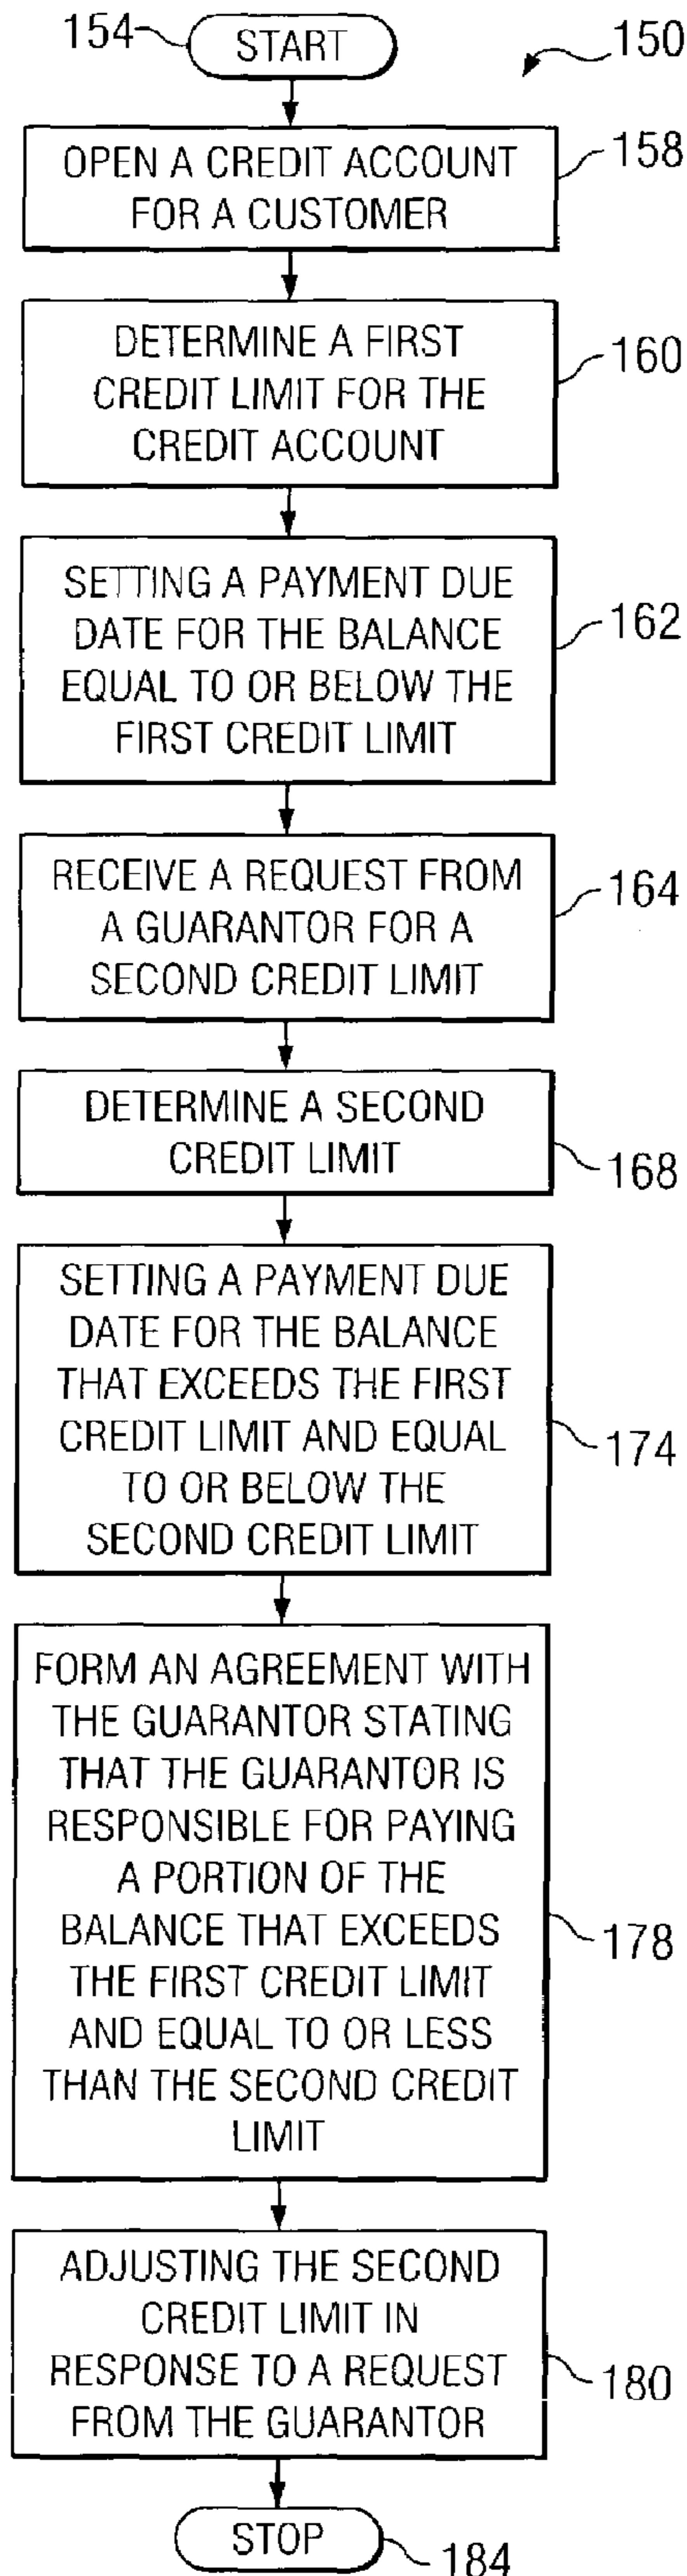 154
START
150
OPEN A CREDIT ACCOUNT
FOR A CUSTOMER
158
DETERMINE A FIRST
CREDIT LIMIT FOR THE
CREDIT ACCOUNT
160
SETTING A PAYMENT DUE
DATE FOR THE BALANCE
EQUAL TO OR BELOW THE
FIRST CREDIT LIMIT
162
RECEIVE A REQUEST FROM
A GUARANTOR FOR A
SECOND CREDIT LIMIT
164
DETERMINE A SECOND
CREDIT LIMIT
168
SETTING A PAYMENT DUE
DATE FOR THE BALANCE
THAT EXCEEDS THE FIRST
CREDIT LIMIT AND EQUAL
TO OR BELOW THE
SECOND CREDIT LIMIT
174
FORM AN AGREEMENT WITH
THE GUARANTOR STATING
THAT THE GUARANTOR IS
RESPONSIBLE FOR PAYING
A PORTION OF THE
BALANCE THAT EXCEEDS
THE FIRST CREDIT LIMIT
AND EQUAL TO OR LESS
THAN THE SECOND CREDIT
LIMIT
178
ADJUSTING THE SECOND
CREDIT LIMIT IN
RESPONSE TO A REQUEST
FROM THE GUARANTOR
180
STOP
184